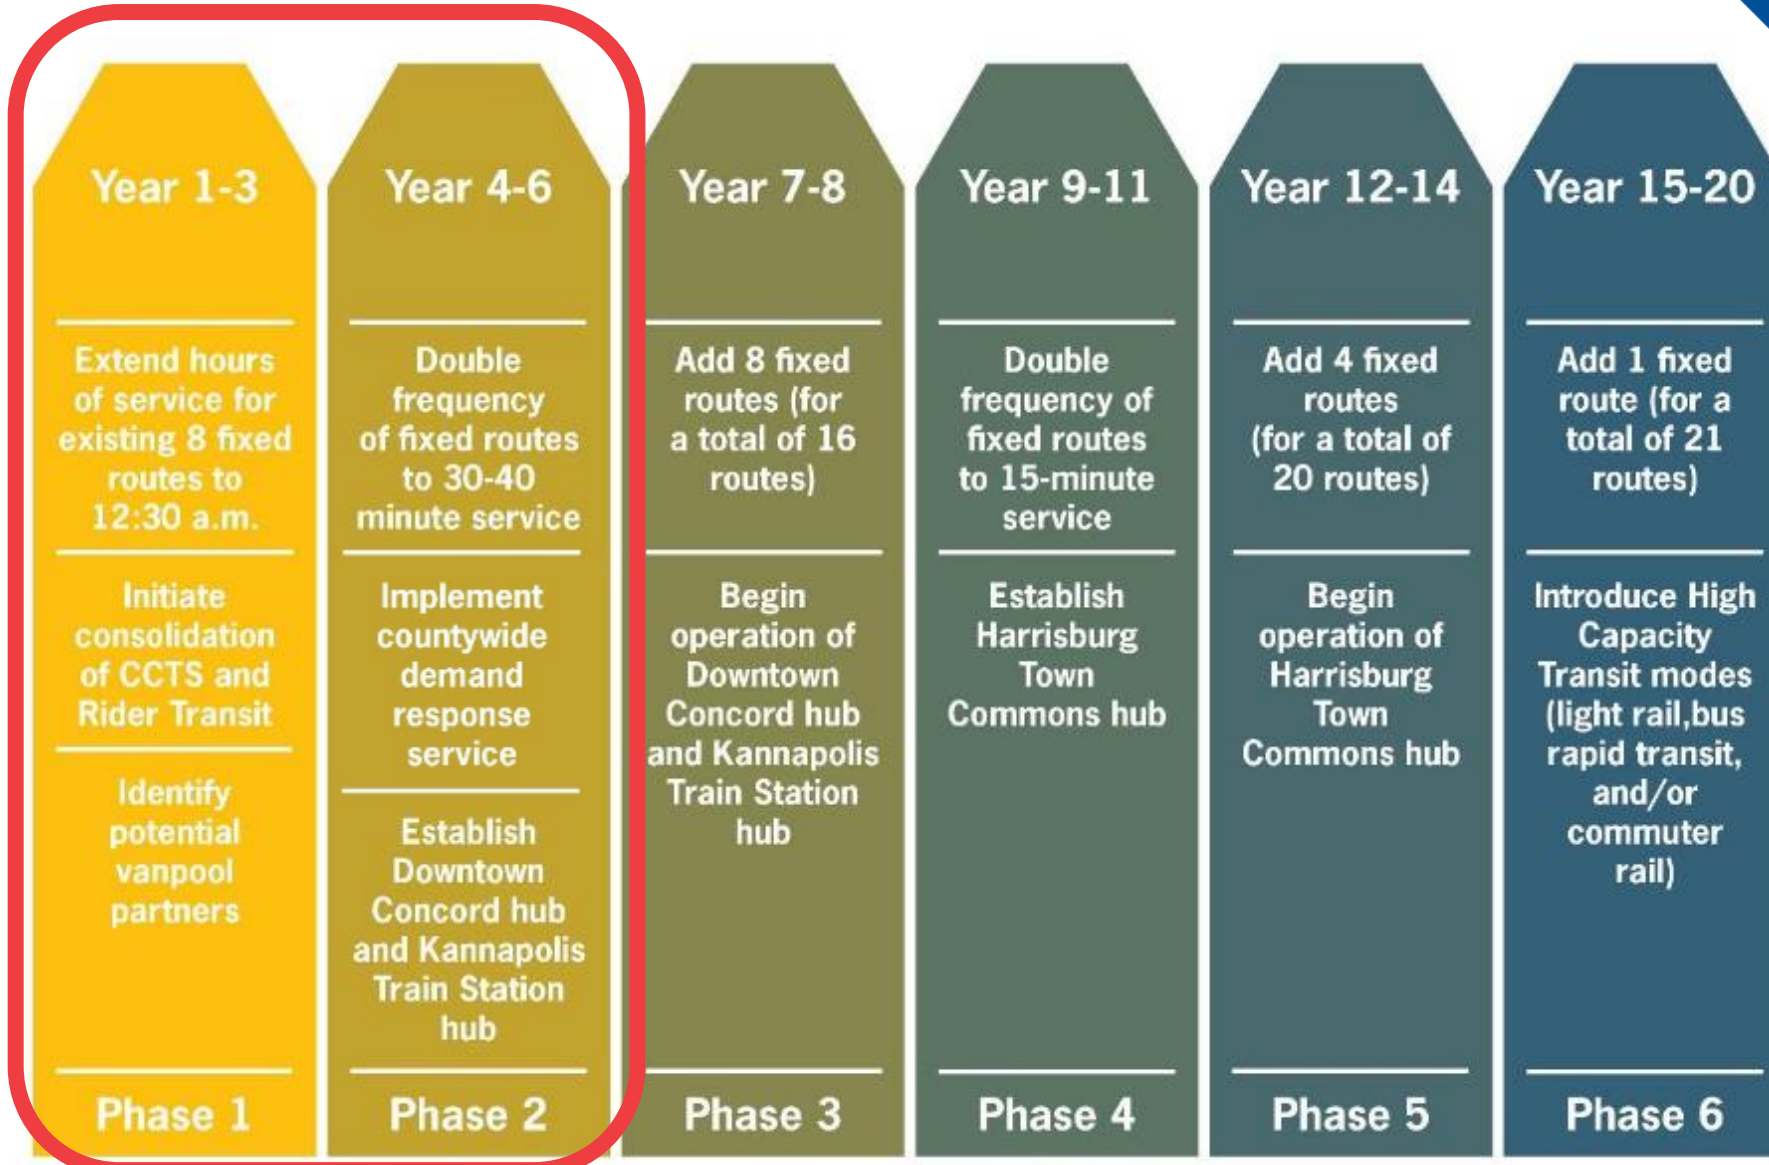 Year 1-3
Extend hours
of service for
existing 8 fixed
routes to
12:30 a.m.
Initiate
consolidation
of CCTS and
Rider Transit
Identify
potential
vanpool
partners
Phase 1
Year 4-6
Double
frequency
of fixed routes
to 30-40
minute service
Implement
countywide
demand
response
service
Establish
Downtown
Concord hub
and Kannapolis
Train Station
hub
Phase 2
Year 7-8
Add 8 fixed
routes (for
a total of 16
routes)
Begin
operation of
Downtown
Concord hub
and Kannapolis
Train Station
hub
Phase 3
Year 9-11
Double
frequency of
fixed routes
to 15-minute
service
Establish
Harrisburg
Town
Commons hub
Phase 4
Year 12-14
Add 4 fixed
routes
(for a total of
20 routes)
Begin
operation of
Harrisburg
Town
Commons hub
Phase 5
Year 15-20
Add 1 fixed
route (for a
total of 21
routes)
Introduce High
Capacity
Transit modes
(light rail,bus
rapid transit,
and/or
commuter
rail)
Phase 6